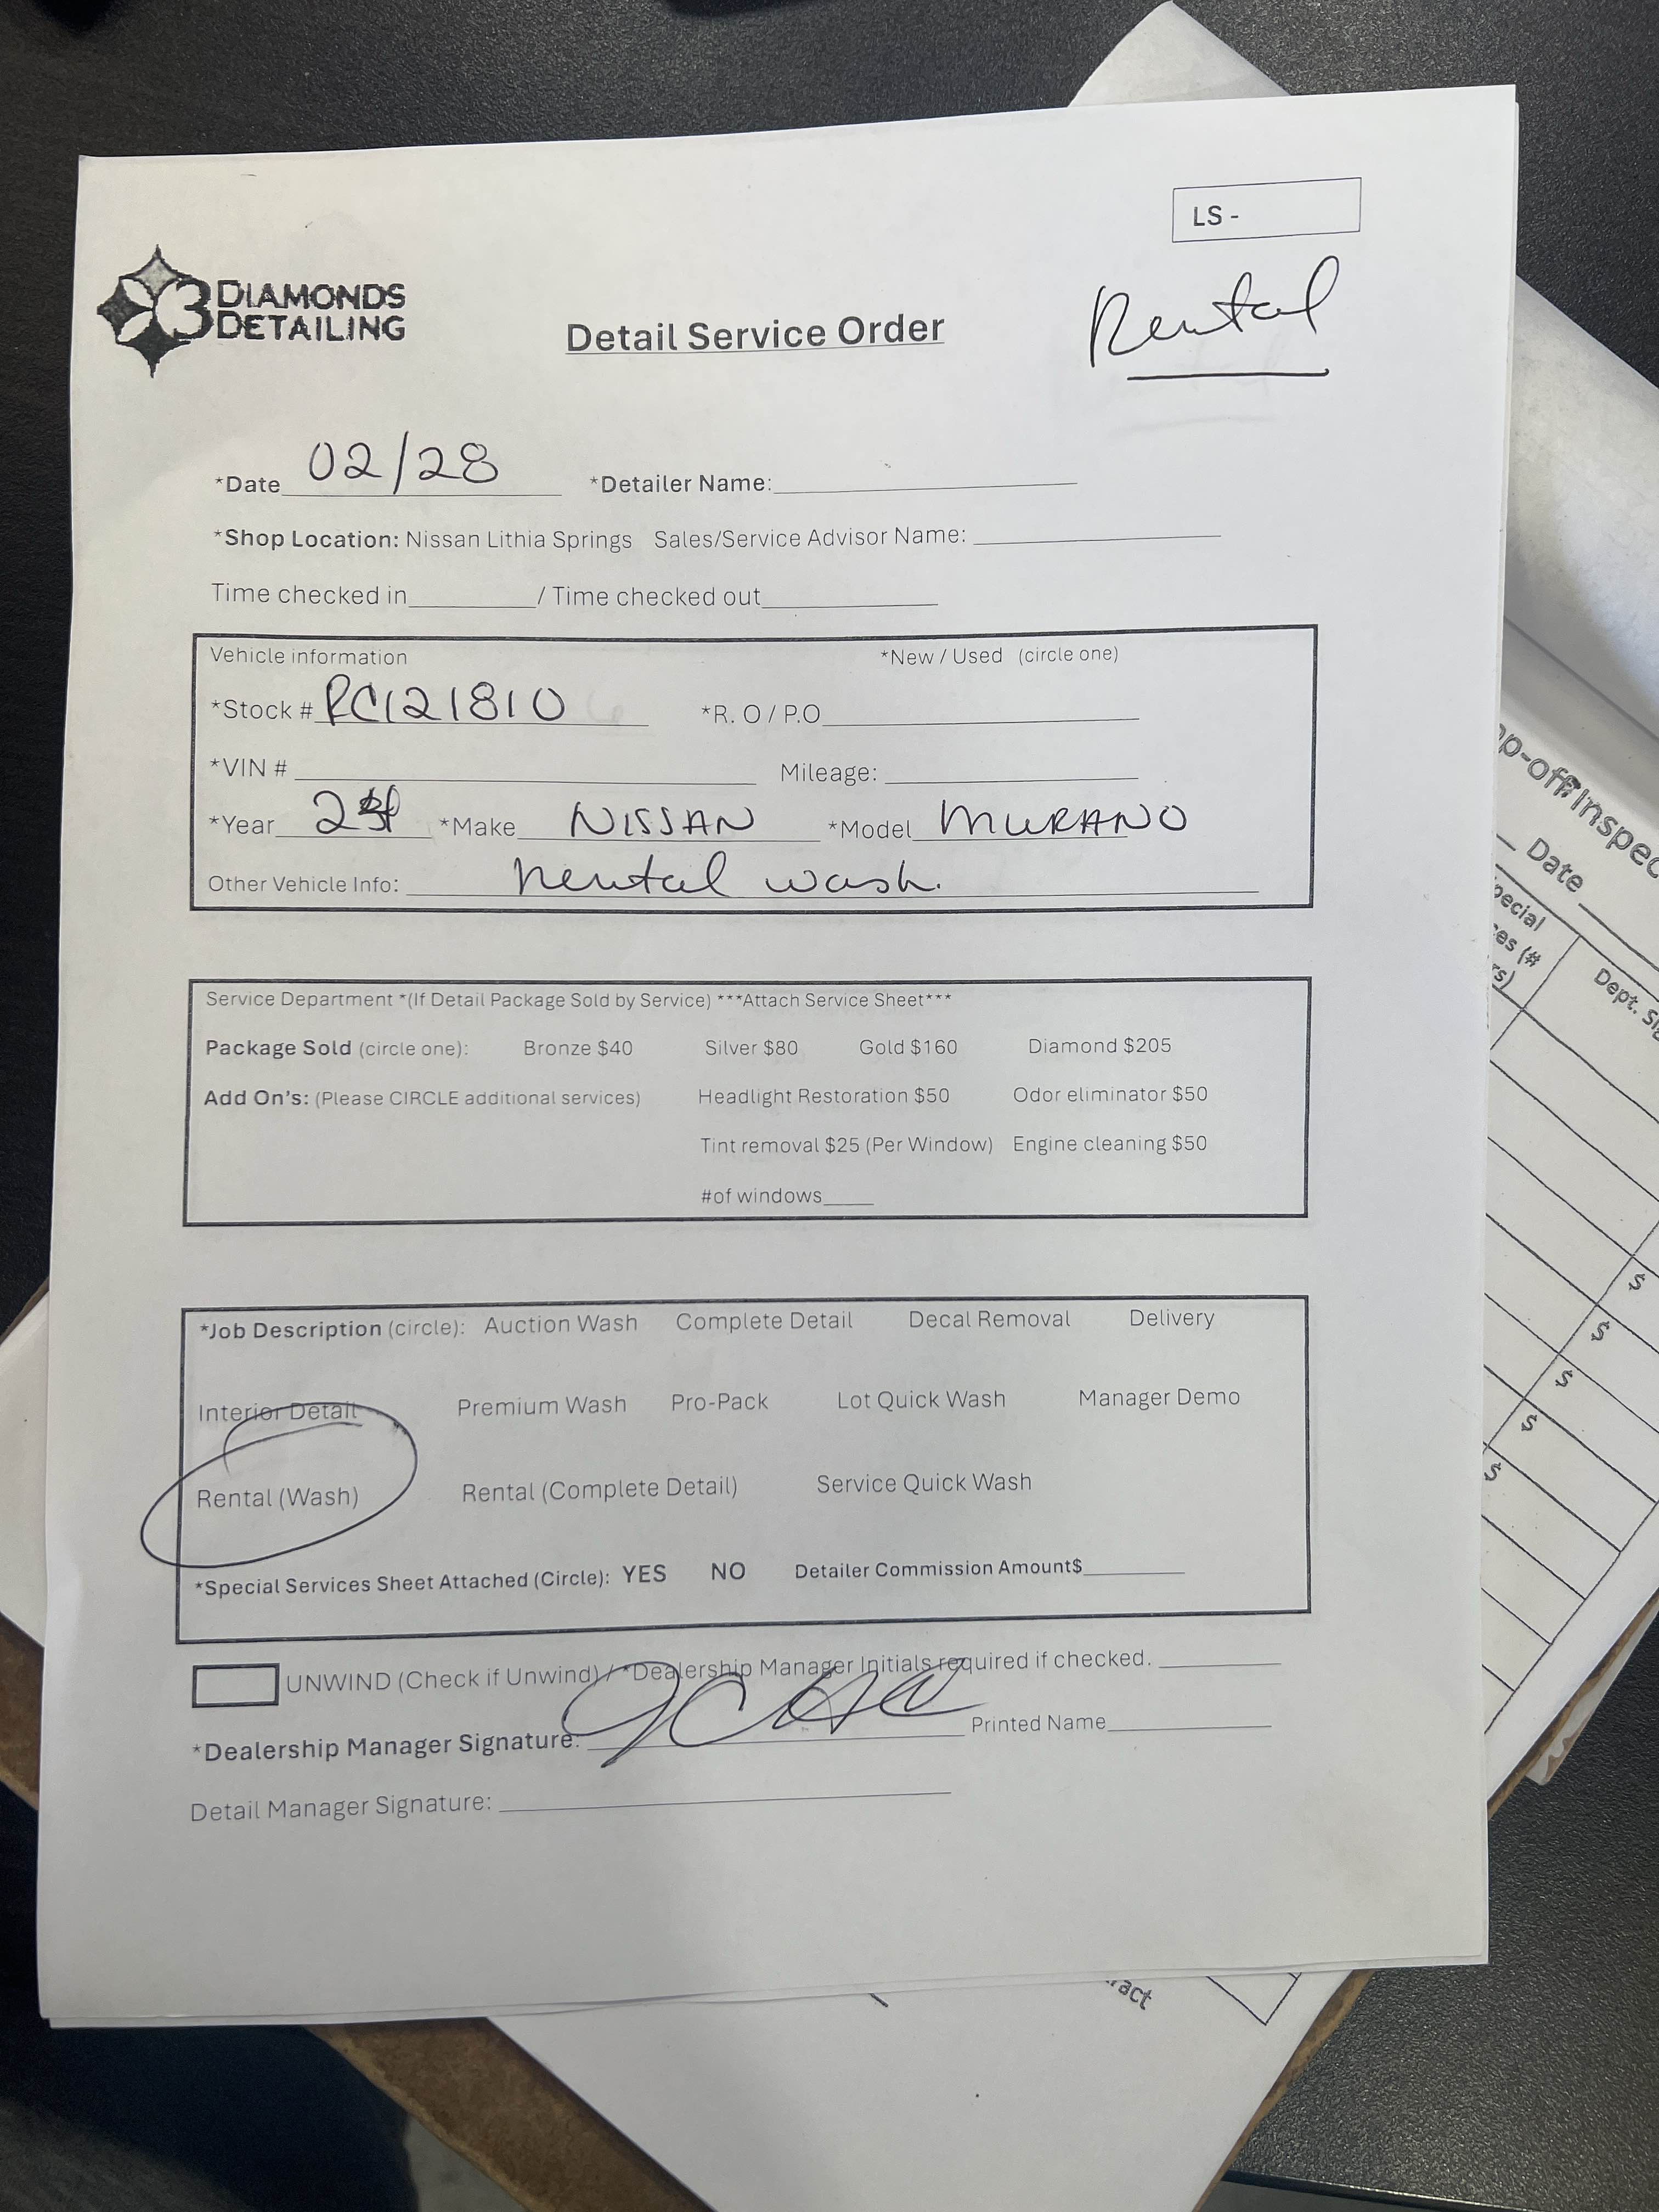 LS -
Rental
3 DIAMONDS
DETAILING
Detail Service Order
*Date 02/28 *Detailer Name:
*Shop Location: Nissan Lithia Springs Sales/Service Advisor Name:
Time checked in / Time checked out
Vehicle information *New / Used (circle one)
*Stock # RC121810 *R. O / P.O
*VIN # Mileage:
*Year *Make NISSAN *Model MURANO
Other Vehicle Info: Rental wash.
Service Department *(If Detail Package Sold by Service) ***Attach Service Sheet***
Package Sold (circle one): Bronze $40 Silver $80 Gold $160 Diamond $205
Add On's: (Please CIRCLE additional services) Headlight Restoration $50 Odor eliminator $50
Tint removal $25 (Per Window) Engine cleaning $50
#of windows
*Job Description (circle): Auction Wash Complete Detail Decal Removal Delivery
Interior Detail Premium Wash Pro-Pack Lot Quick Wash Manager Demo
Rental (Wash) Rental (Complete Detail) Service Quick Wash
*Special Services Sheet Attached (Circle): YES NO Detailer Commission Amount$
UNWIND (Check if Unwind) / *Dealership Manager Initials required if checked.
*Dealership Manager Signature: Printed Name
Detail Manager Signature:
Date
$
$
$
$
$